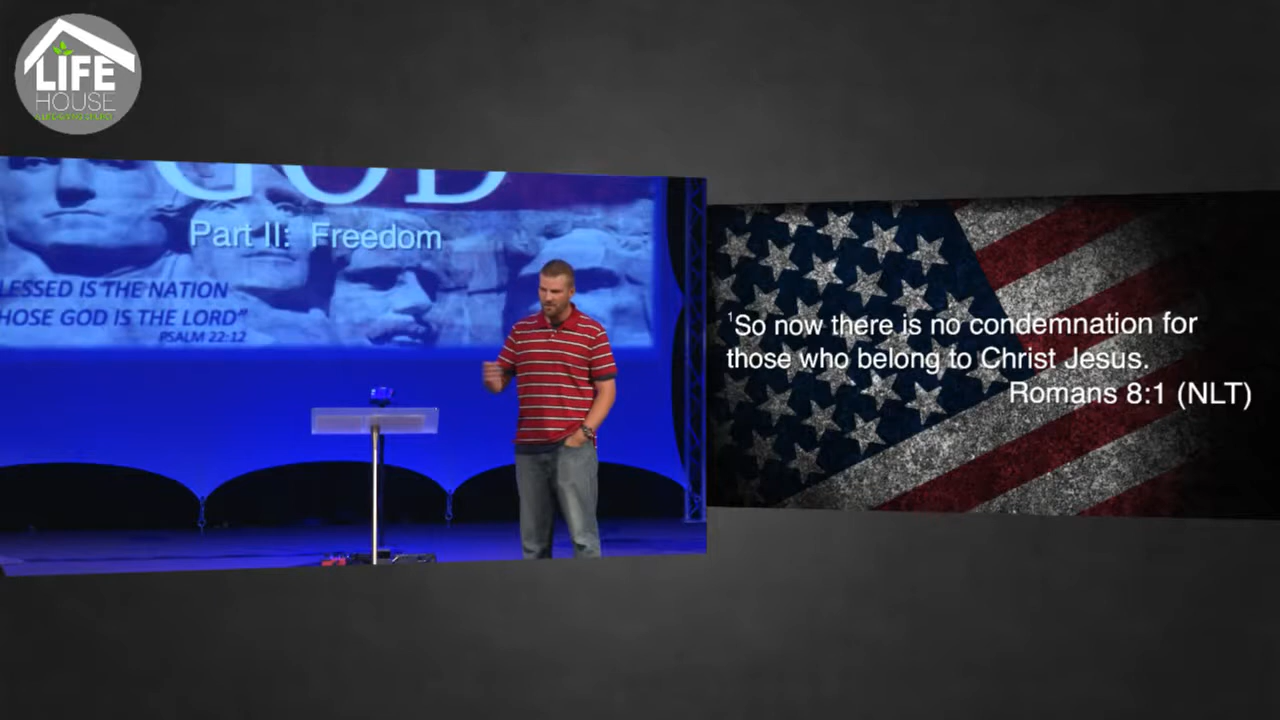 LIFE
HOUSE
GOD
Part II: Freedom
LESSED IS THE NATION
HOSE GOD IS THE LORD”
PSALM 22:12
¹So now there is no condemnation for
those who belong to Christ Jesus.
Romans 8:1 (NLT)